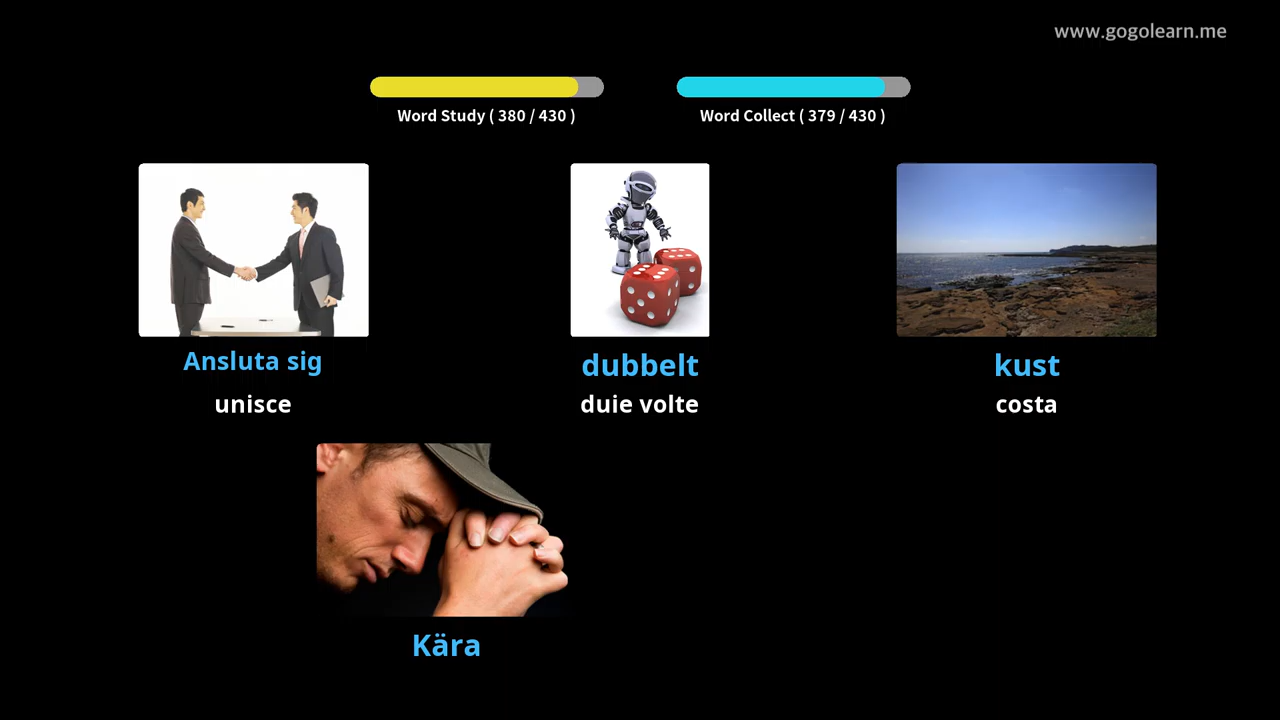 www.gogolearn.me
Word Study ( 380 / 430 )
Word Collect ( 379 / 430 )
Ansluta sig
dubbelt
kust
unisce
duie volte
costa
Kära